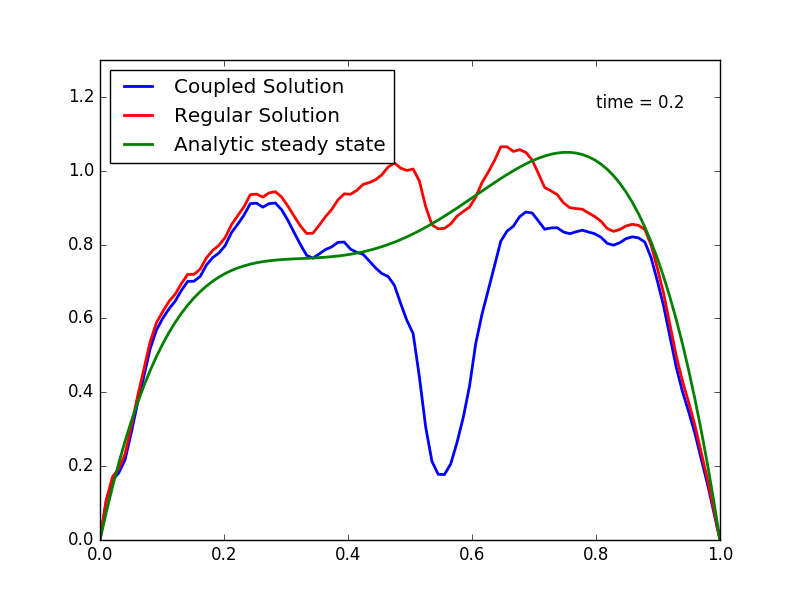 1.2
1.0
0.8
0.6
0.4
0.2
0.0
Coupled Solution
Regular Solution
Analytic steady state
time = 0.2
0.0 0.2 0.4 0.6 0.8 1.0